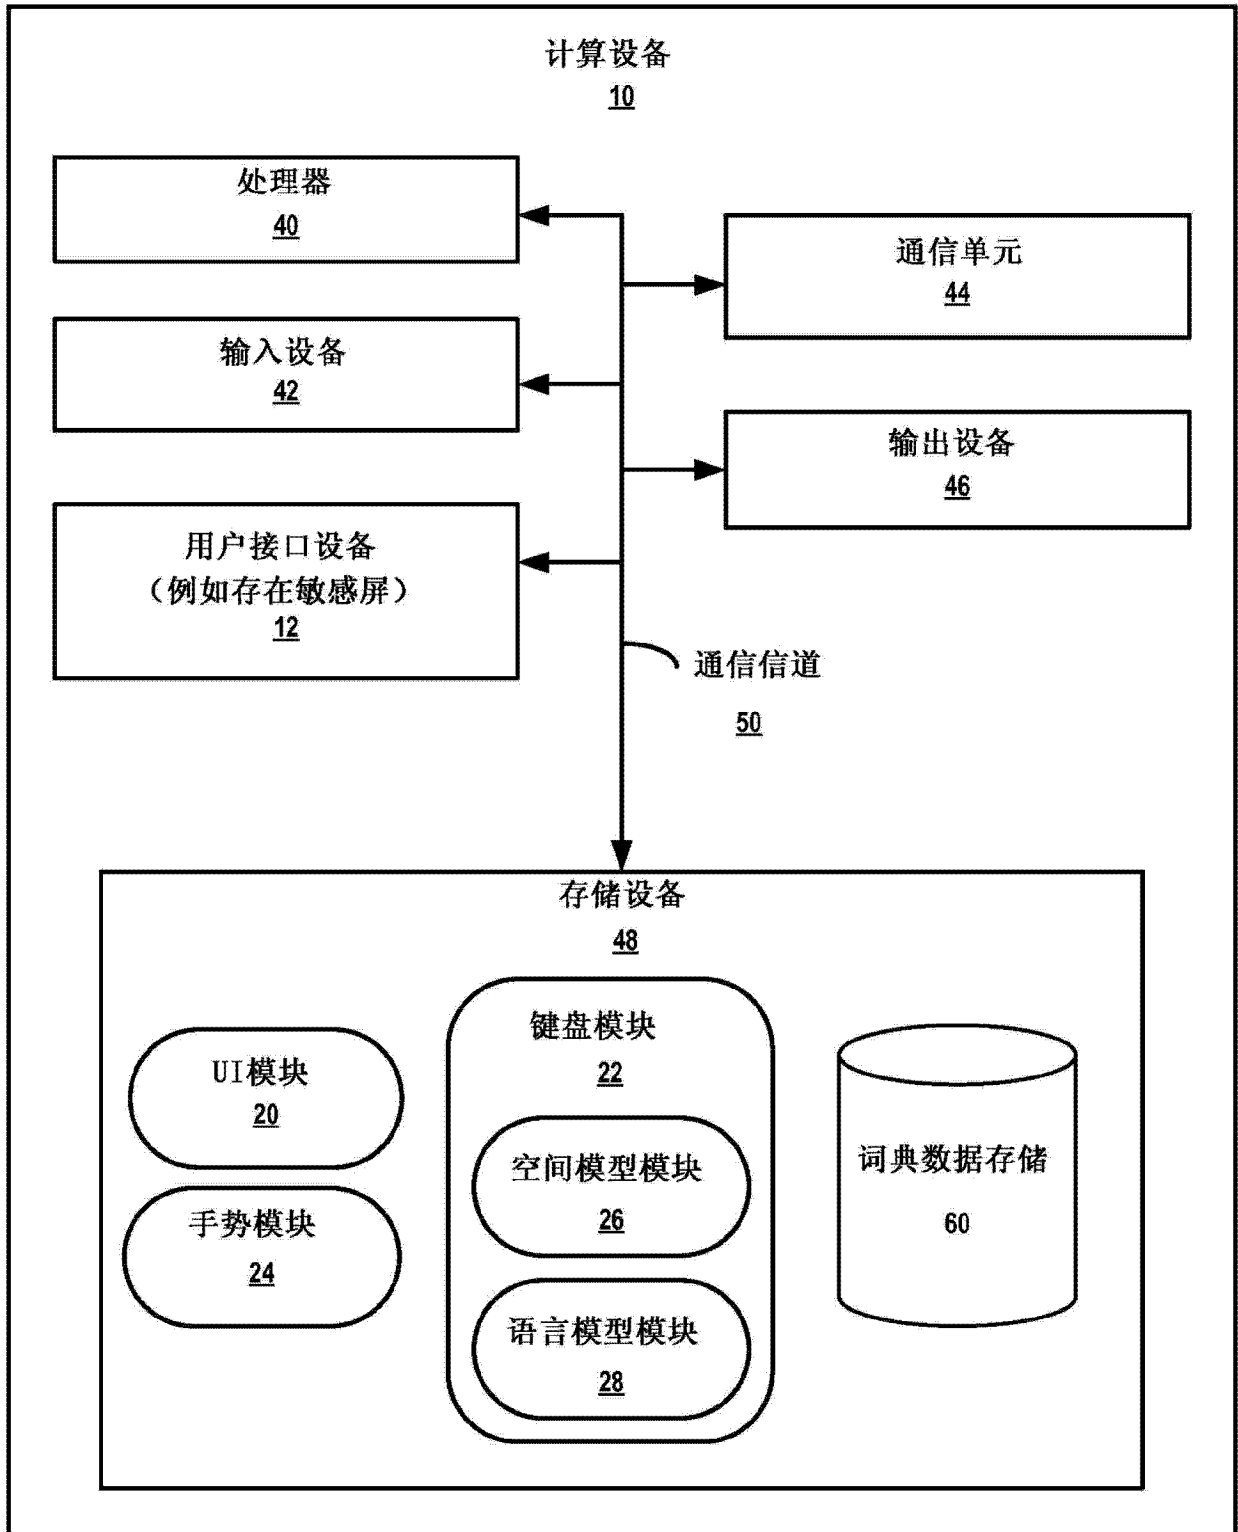 计算设备
10
处理器
40
通信单元
44
输入设备
42
输出设备
46
用户接口设备
（例如存在敏感屏）
12
通信信道
50
存储设备
48
UI模块
20
手势模块
24
键盘模块
22
空间模型模块
26
语言模型模块
28
词典数据存储
60